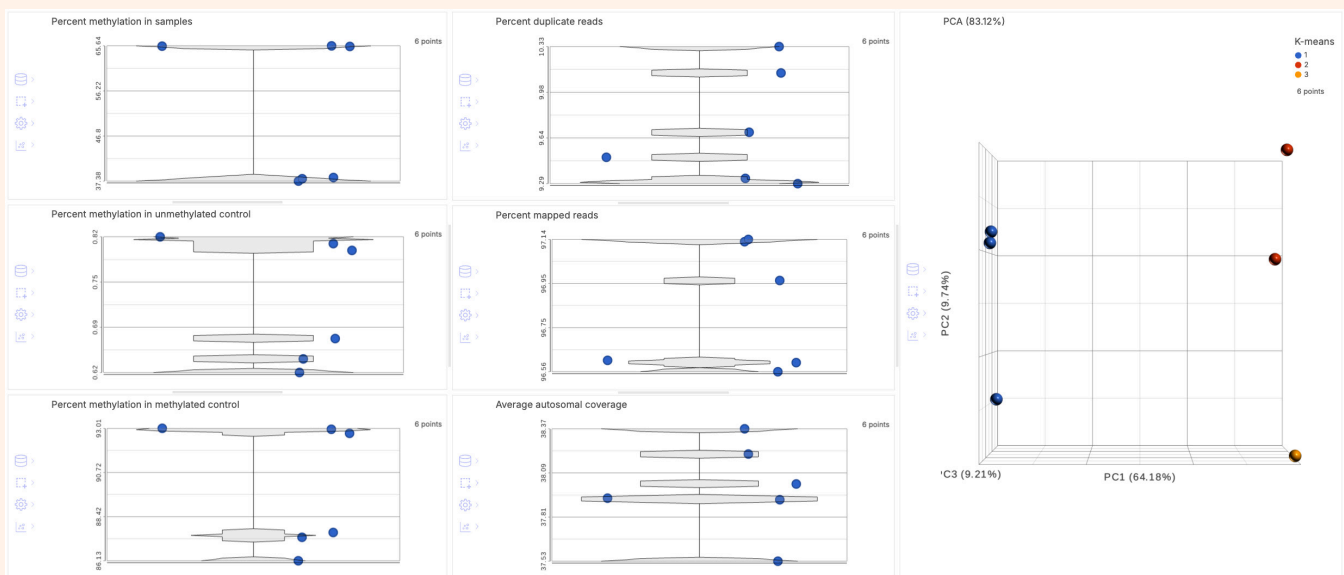 Percent methylation in samples
6 points
65.64
56.22
46.8
37.38
Percent duplicate reads
6 points
10.33
9.98
9.64
9.29
PCA (83.12%)
K-means
1
2
3
6 points
PC2 (9.74%)
PC3 (9.21%)
PC1 (64.18%)
Percent methylation in unmethylated control
6 points
0.82
0.75
0.69
0.62
Percent mapped reads
6 points
97.14
96.95
96.75
96.56
Percent methylation in methylated control
6 points
93.01
90.72
88.42
86.13
Average autosomal coverage
6 points
38.37
38.09
37.81
37.53